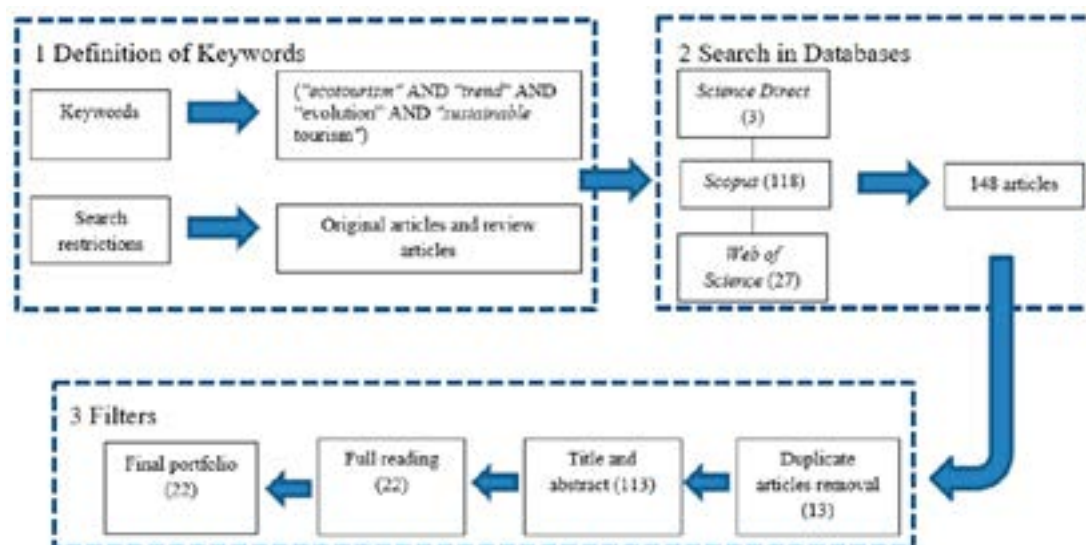 1 Definition of Keywords
Keywords
("ecotourism" AND "trend" AND
"evolution" AND "sustainable
tourism")
Search
restrictions
Original articles and review
articles
2 Search in Databases
Science Direct
(3)
Scopus (118)
Web of
Science (27)
148 articles
3 Filters
Final portfolio
(22)
Full reading
(22)
Title and
abstract (113)
Duplicate
articles removal
(13)